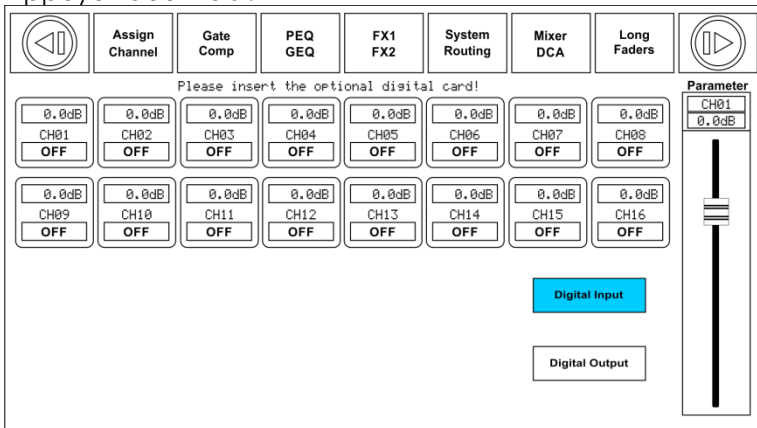 Assign Channel
Gate Comp
PEQ GEQ
FX1 FX2
System Routing
Mixer DCA
Long Faders
Please insert the optional digital card!
Parameter
CH01
0.0dB
0.0dB 0.0dB 0.0dB 0.0dB 0.0dB 0.0dB 0.0dB 0.0dB
CH01 CH02 CH03 CH04 CH05 CH06 CH07 CH08
OFF OFF OFF OFF OFF OFF OFF OFF
0.0dB 0.0dB 0.0dB 0.0dB 0.0dB 0.0dB 0.0dB 0.0dB
CH09 CH10 CH11 CH12 CH13 CH14 CH15 CH16
OFF OFF OFF OFF OFF OFF OFF OFF
Digital Input
Digital Output